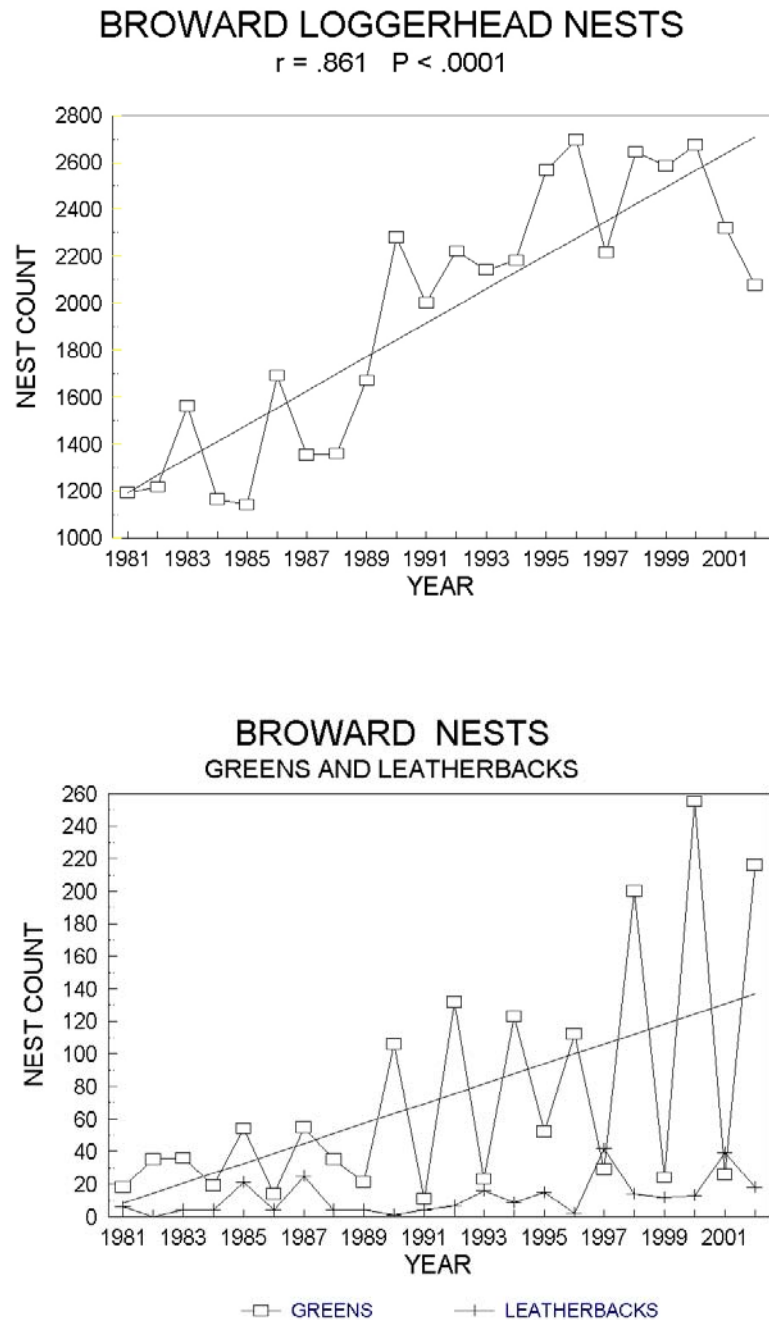 BROWARD LOGGERHEAD NESTS
r = .861 P < .0001
2800
2600
2400
2200
2000
1800
1600
1400
1200
1000
NEST COUNT
1981 1983 1985 1987 1989 1991 1993 1995 1997 1999 2001
YEAR
BROWARD NESTS
GREENS AND LEATHERBACKS
260
240
220
200
180
160
140
120
100
80
60
40
20
0
NEST COUNT
1981 1983 1985 1987 1989 1991 1993 1995 1997 1999 2001
YEAR
GREENS LEATHERBACKS